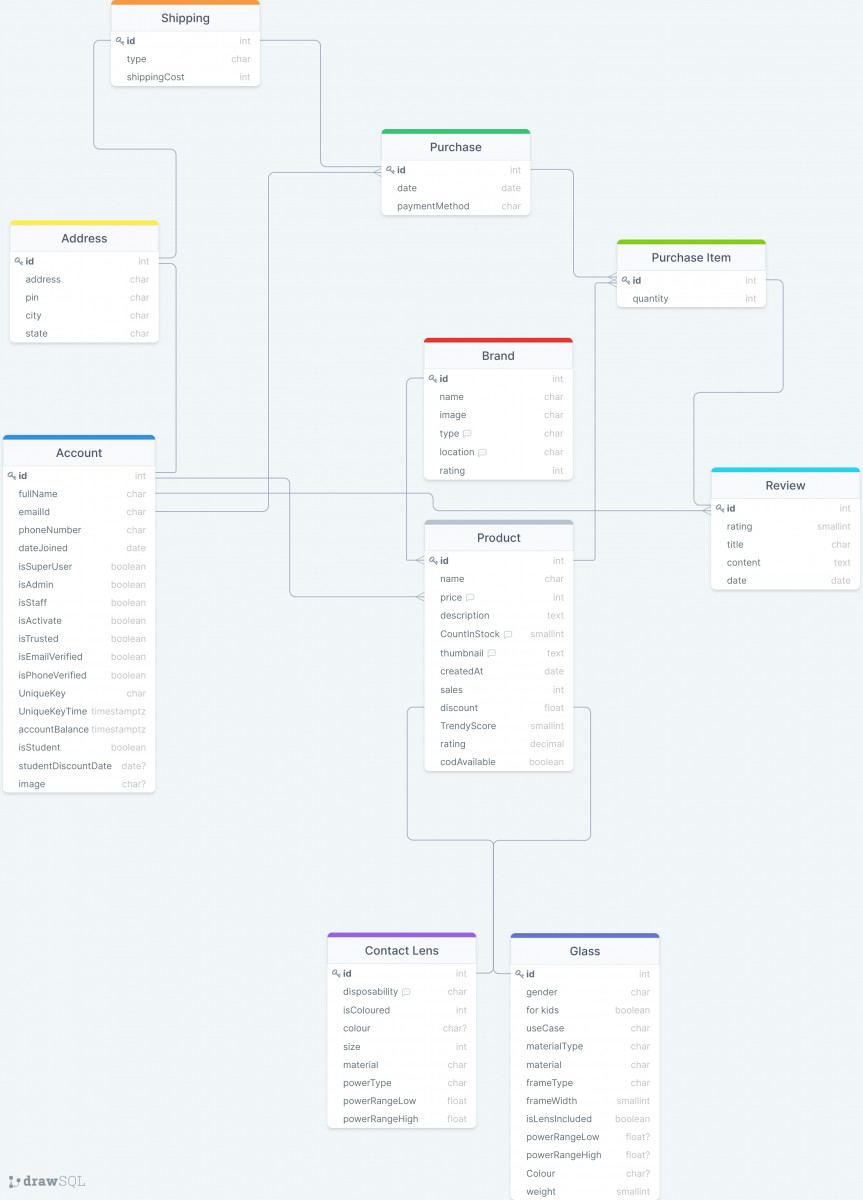 Shipping
id int
type char
shippingCost int
Purchase
id int
date date
paymentMethod char
Address
id int
address char
pin char
city char
state char
Purchase Item
id int
quantity int
Brand
id int
name char
image char
type char
location char
rating int
Account
id int
fullName char
emailId char
phoneNumber char
dateJoined date
isSuperUser boolean
isAdmin boolean
isStaff boolean
isActivate boolean
isTrusted boolean
isEmailVerified boolean
isPhoneVerified boolean
UniqueKey char
UniqueKeyTime timestamptz
accountBalance timestamptz
isStudent boolean
studentDiscountDate date?
image char?
Review
id int
rating smallint
title char
content text
date date
Product
id int
name char
price int
description text
CountInStock smallint
thumbnail text
createdAt date
sales int
discount float
TrendyScore smallint
rating decimal
codAvailable boolean
Contact Lens
id int
disposability char
isColoured int
colour char?
size int
material char
powerType char
powerRangeLow float
powerRangeHigh float
Glass
id int
gender char
for kids boolean
useCase char
materialType char
material char
frameType char
frameWidth smallint
isLensIncluded boolean
powerRangeLow float?
powerRangeHigh float?
Colour char?
weight smallint
drawSQL